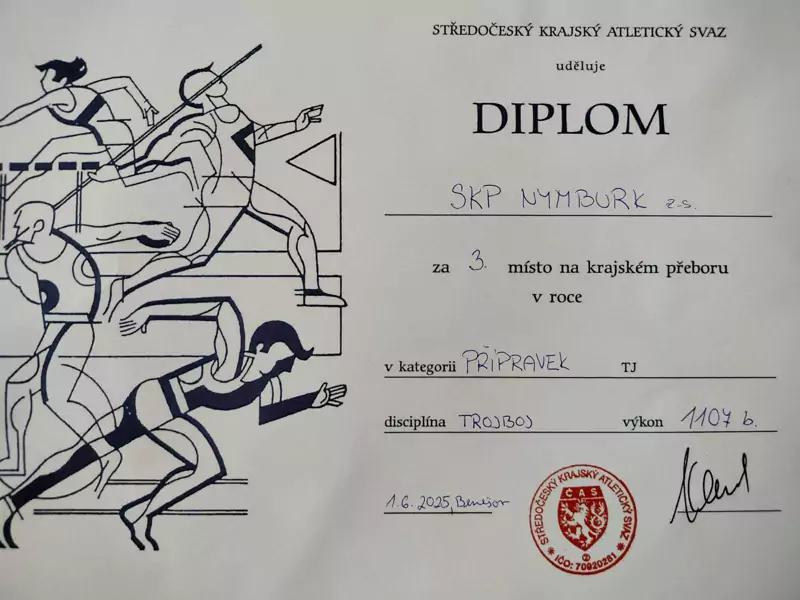 STŘEDOČESKÝ KRAJSKÝ ATLETICKÝ SVAZ
uděluje
DIPLOM
SKP NYMBURK z.s.
za 3. místo na krajském přeboru
v roce
v kategorii PŘÍPRAVEK TJ
disciplína TROJBOJ výkon 1107 b.
1.6.2025, Benešov
STŘEDOČESKÝ KRAJSKÝ ATLETICKÝ SVAZ
ČAS
2
IČO: 70920281